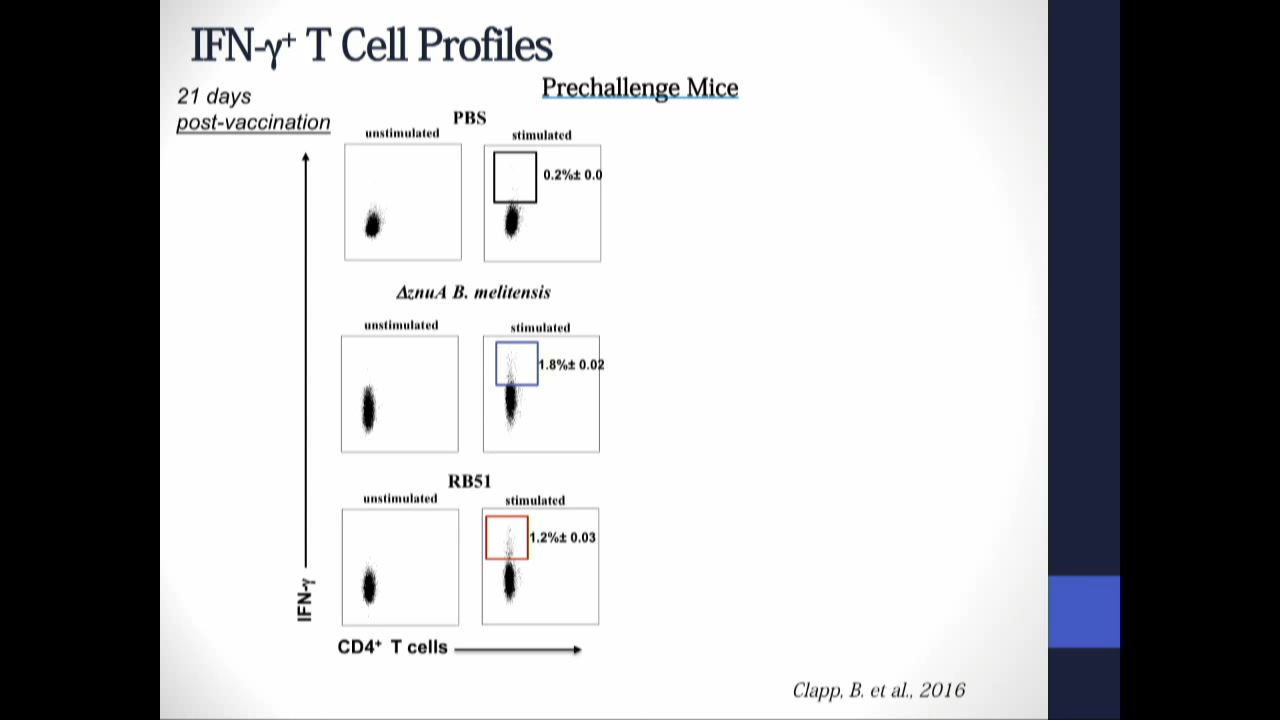 IFN-γ⁺ T Cell Profiles
21 days
post-vaccination
Prechallenge Mice
PBS
unstimulated
stimulated
0.2%± 0.0
ΔznuA B. melitensis
unstimulated
stimulated
1.8%± 0.02
RB51
unstimulated
stimulated
1.2%± 0.03
IFN-γ
CD4⁺ T cells
Clapp, B. et al., 2016